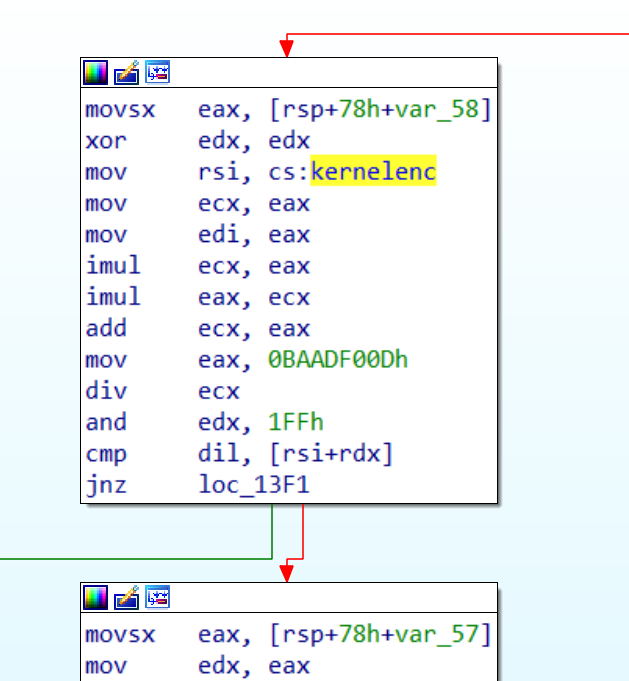 movsx eax, [rsp+78h+var_58]
xor edx, edx
mov rsi, cs:kernelenc
mov ecx, eax
mov edi, eax
imul ecx, eax
imul eax, ecx
add ecx, eax
mov eax, 0BAADF00Dh
div ecx
and edx, 1FFh
cmp dil, [rsi+rdx]
jnz loc_13F1
movsx eax, [rsp+78h+var_57]
mov edx, eax